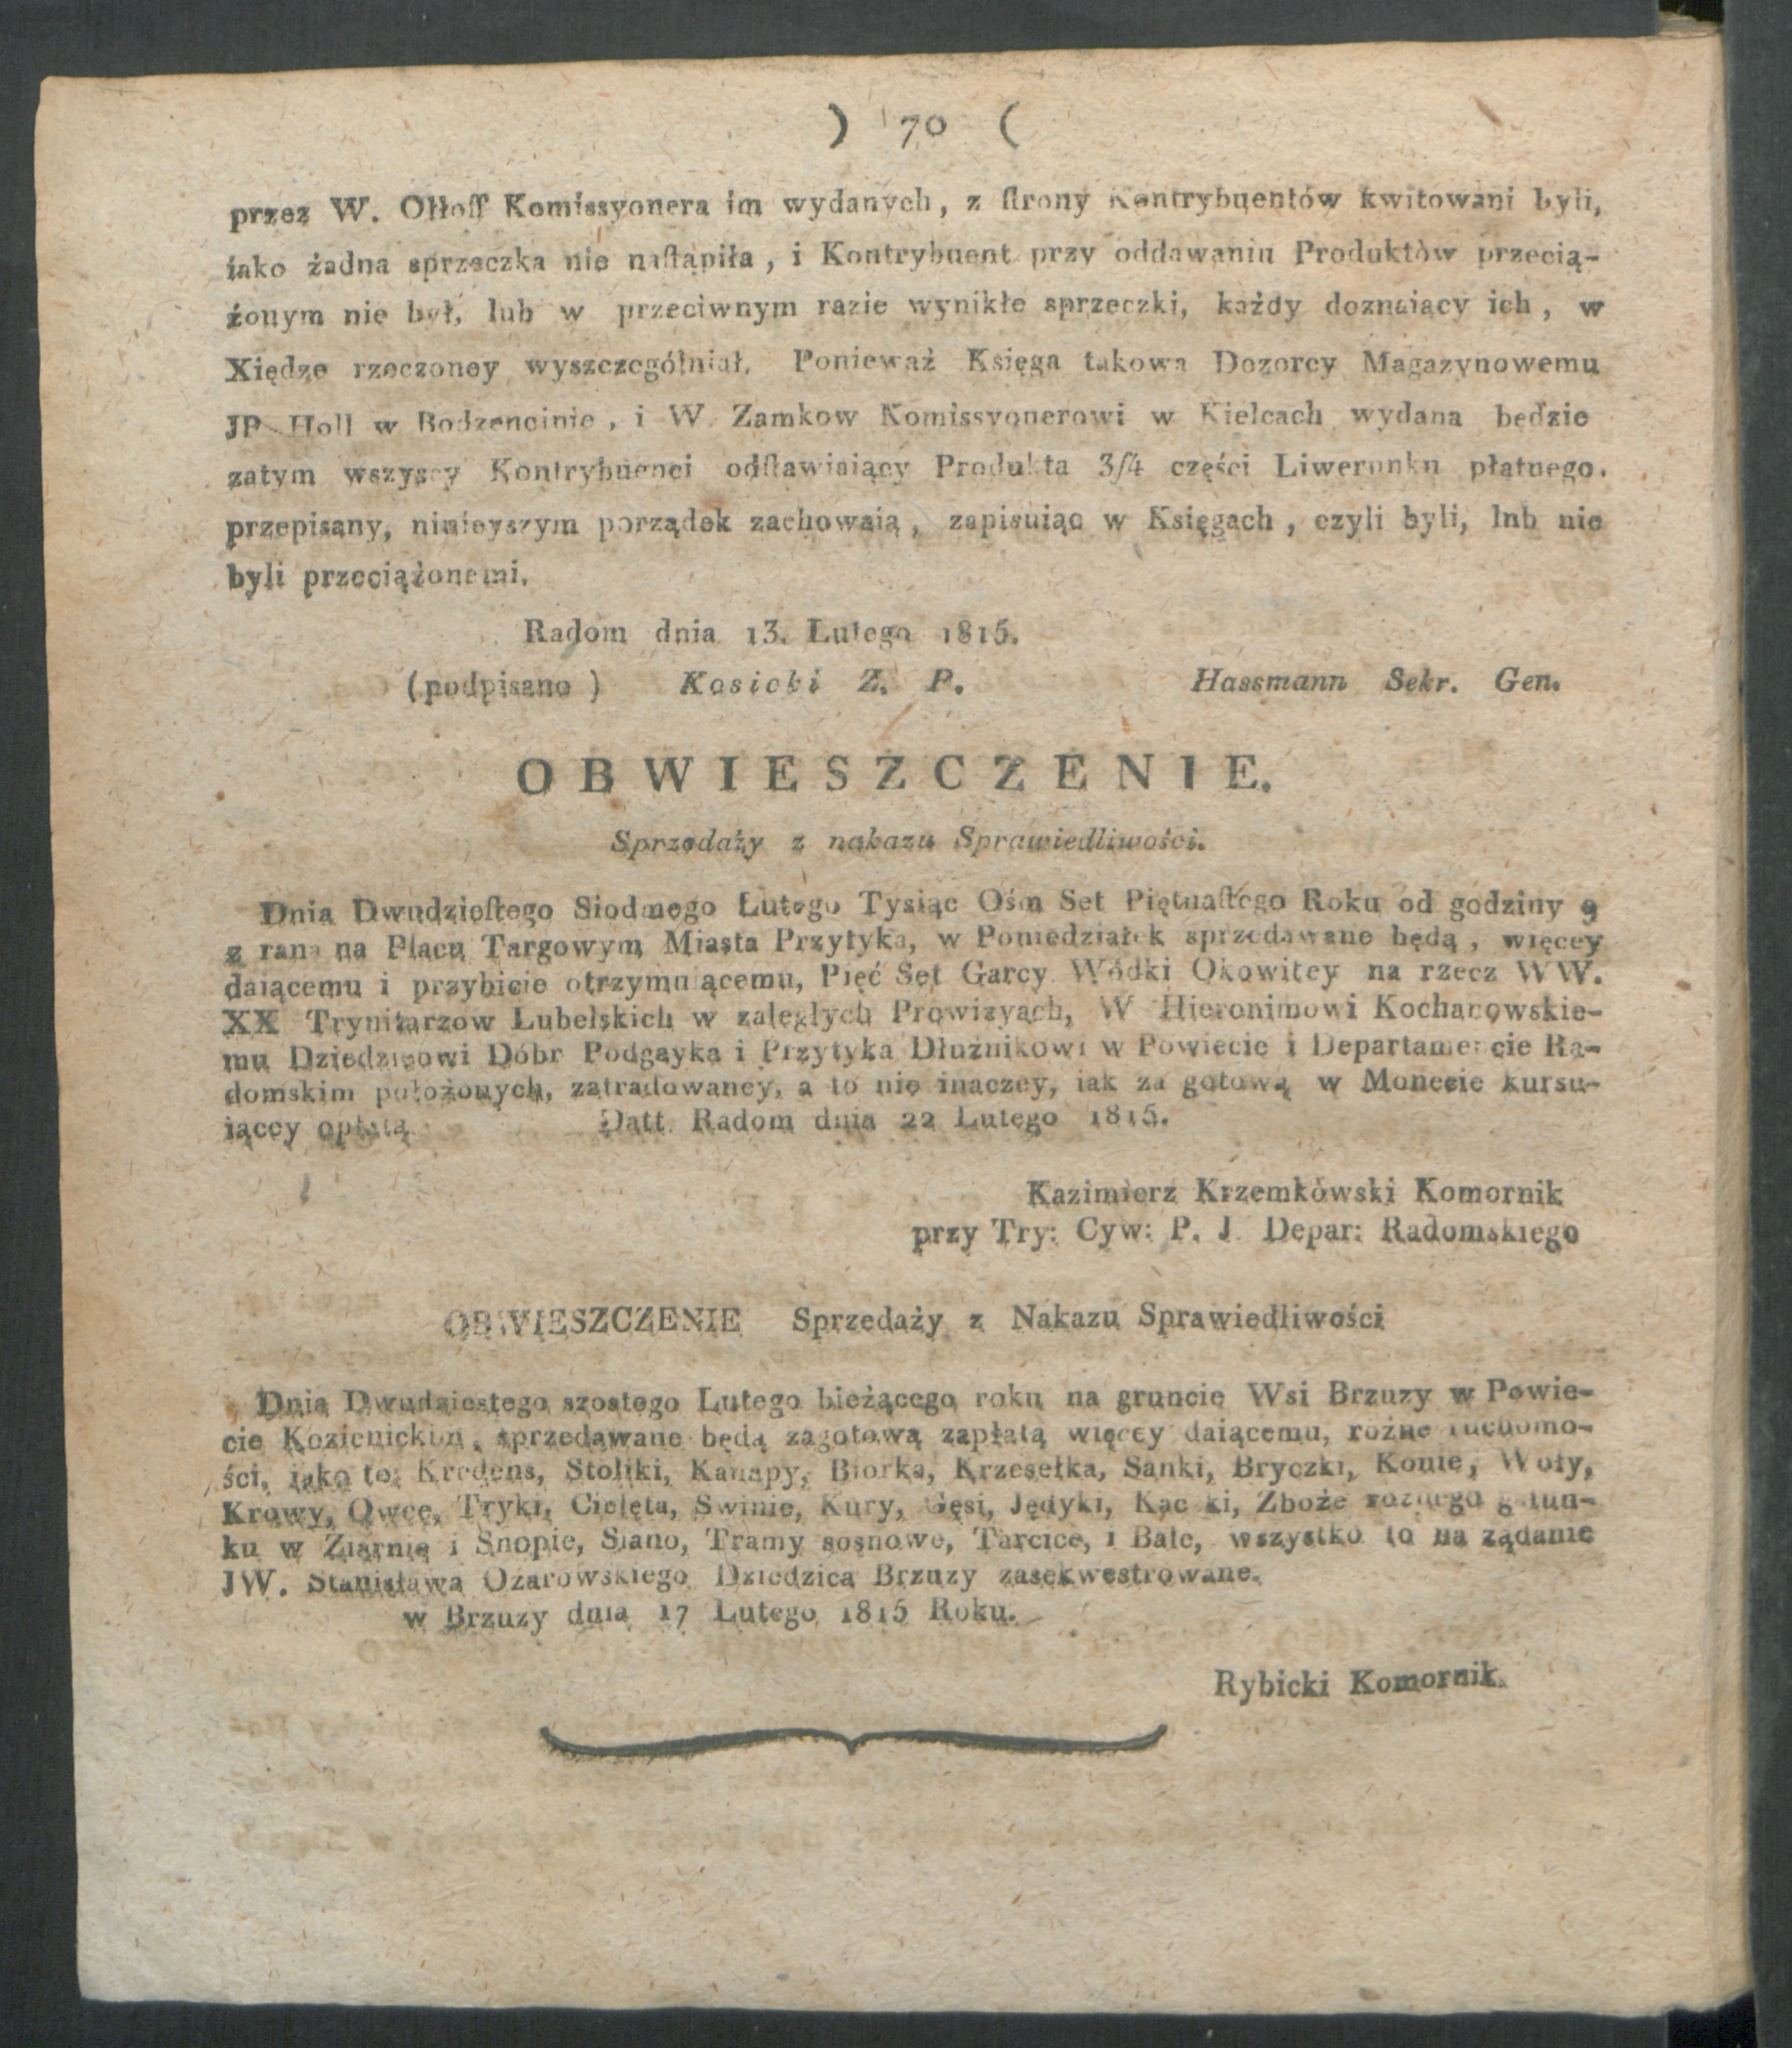 ) 70 (
przez W. Ołłoff Komissyonera im wydanych, z strony Kontrybuentów kwitowani byli,
iako żadna sprzeczka nie nastąpiła, i Kontrybuent przy oddawaniu Produktów przecią-
żonym nie był, lub w przeciwnym razie wynikłe sprzeczki, każdy doznaiący ich, w
Xiędze rzeczoney wyszczególniał. Ponieważ Księga takowa Dozorcy Magazynowemu
JP Holl w Bodzencinie, i W. Zamkow Komissyonerowi w Kielcach wydana będzie
zatym wszyscy Kontrybuenci odstawiaiący Produkta 3/4 części Liwerunku płatnego.
przepisany, ninieyszym porządek zachowaią, zapisuiąc w Księgach, czyli byli, lnb nie
byli przeciążonemi.
Radom dnia 13. Lutego 1815.
(podpisano) Kosicki Z. P. Hassmann Sekr. Gen.
OBWIESZCZENIE.
Sprzedaży z nakazu Sprawiedliwości.
Dnia Dwudziestego Siodmego Lutego Tysiąc Ośm Set Piętnastego Roku od godziny 9
z rana na Placu Targowym Miasta Przytyka, w Poniedziałek sprzedawane będą, więcey
daiącemu i przybicie otrzymuiącemu, Pięć Set Garcy Wódki Okowitey na rzecz WW.
XX Trynitarzow Lubelskich w zaległych Prowizyach, W Hieronimowi Kochanowskie-
mu Dziedzicowi Dóbr Podgayka i Przytyka Dłużnikowi w Powiecie i Departamencie Ra-
domskim położonych, zatradowaney, a to nie inaczey, iak za gotową w Monecie kursu-
iącey opłatą Datt. Radom dnia 22 Lutego 1815.
Kazimierz Krzemkówski Komornik
przy Try: Cyw: P. J. Depar: Radomskiego
OBWIESZCZENIE Sprzedaży z Nakazu Sprawiedliwości
Dnia Dwudziestego szostego Lutego bieżącego roku na gruncie Wsi Brzuzy w Powie-
cie Kozienickim, sprzedawane będą zagotową zapłatą więcey daiącemu, rożne ruchomo-
ści, iako to: Kredens, Stoliki, Kanapy, Biorka, Krzesełka, Sanki, Bryczki, Konie, Woły,
Krowy, Owce, Tryki, Cielęta, Swinie, Kury, Gęsi, Jędyki, Kaczki, Zboże rożnego gatun-
ku w Ziarnie i Snopie, Siano, Tramy sosnowe, Tarcice, i Bale, wszystko to na ządanie
JW. Stanisława Ożarowskiego Dziedzica Brzuzy zasekwestrowane.
w Brzuzy dnia 17 Lutego 1815 Roku.
Rybicki Komornik.